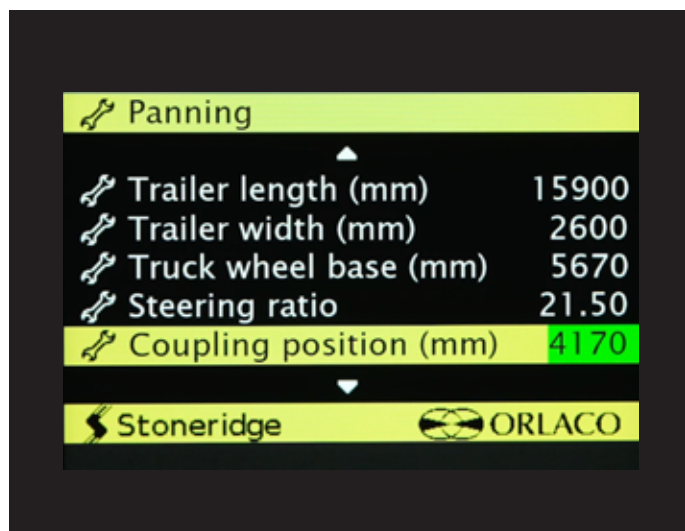 Panning
Trailer length (mm) 15900
Trailer width (mm) 2600
Truck wheel base (mm) 5670
Steering ratio 21.50
Coupling position (mm) 4170
Stoneridge ORLACO